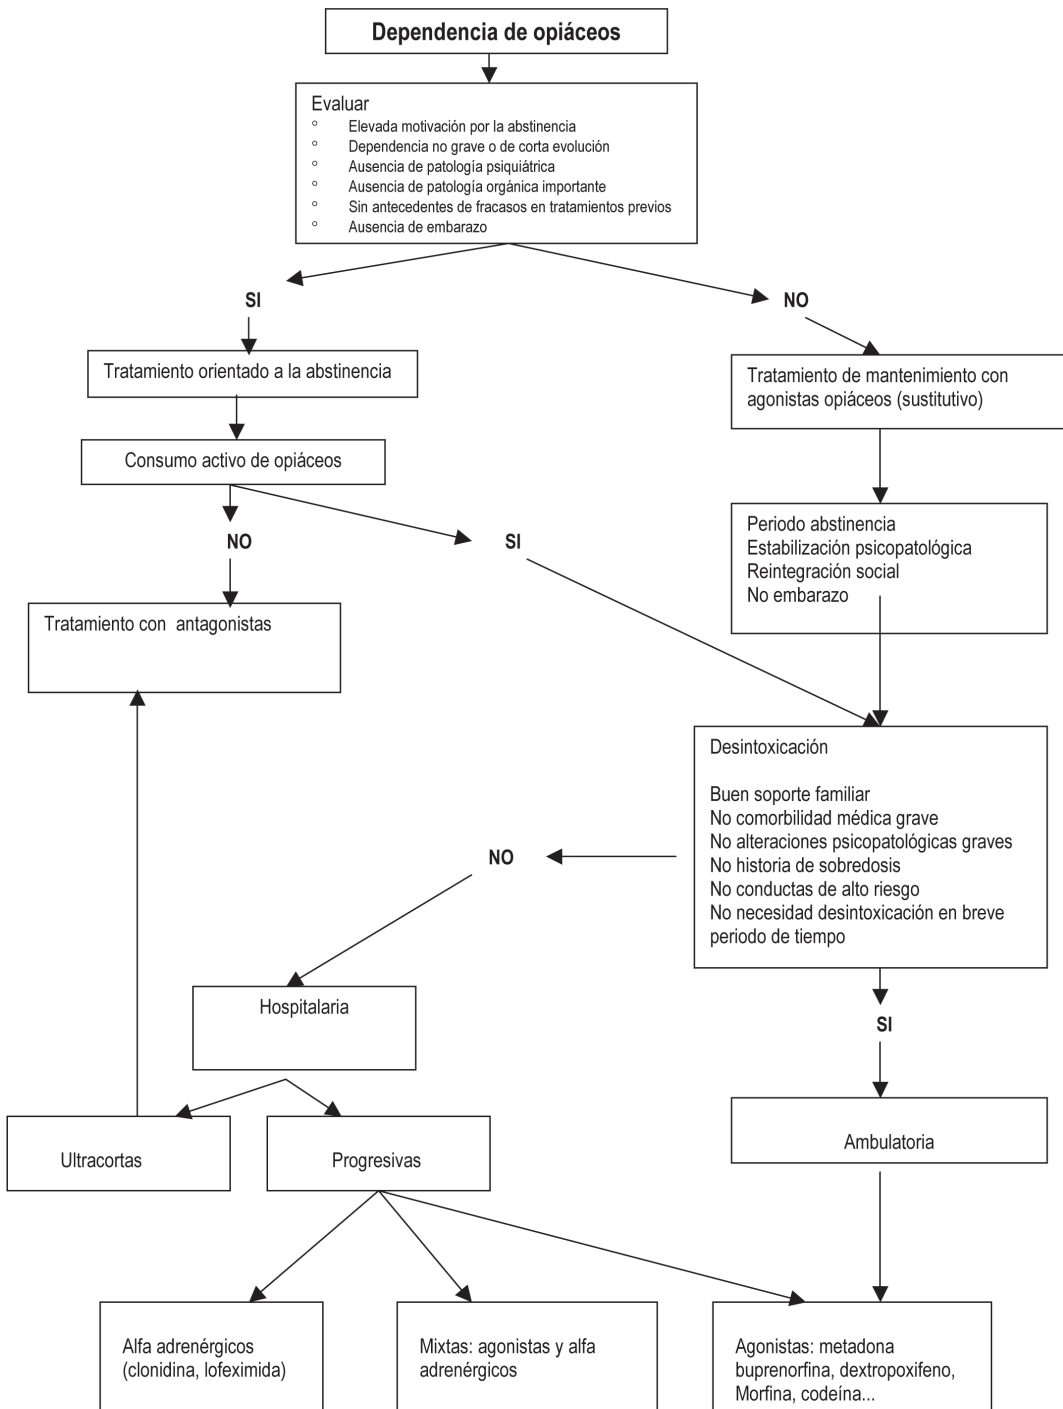 Dependencia de opiáceos
Evaluar
° Elevada motivación por la abstinencia
° Dependencia no grave o de corta evolución
° Ausencia de patología psiquiátrica
° Ausencia de patología orgánica importante
° Sin antecedentes de fracasos en tratamientos previos
° Ausencia de embarazo
SI
NO
Tratamiento orientado a la abstinencia
Tratamiento de mantenimiento con
agonistas opiáceos (sustitutivo)
Consumo activo de opiáceos
NO
SI
Periodo abstinencia
Estabilización psicopatológica
Reintegración social
No embarazo
Tratamiento con antagonistas
Desintoxicación
Buen soporte familiar
No comorbilidad médica grave
No alteraciones psicopatológicas graves
No historia de sobredosis
No conductas de alto riesgo
No necesidad desintoxicación en breve
periodo de tiempo
NO
Hospitalaria
SI
Ultracortas
Progresivas
Ambulatoria
Alfa adrenérgicos
(clonidina, lofeximida)
Mixtas: agonistas y alfa
adrenérgicos
Agonistas: metadona
buprenorfina, dextropoxifeno,
Morfina, codeína...